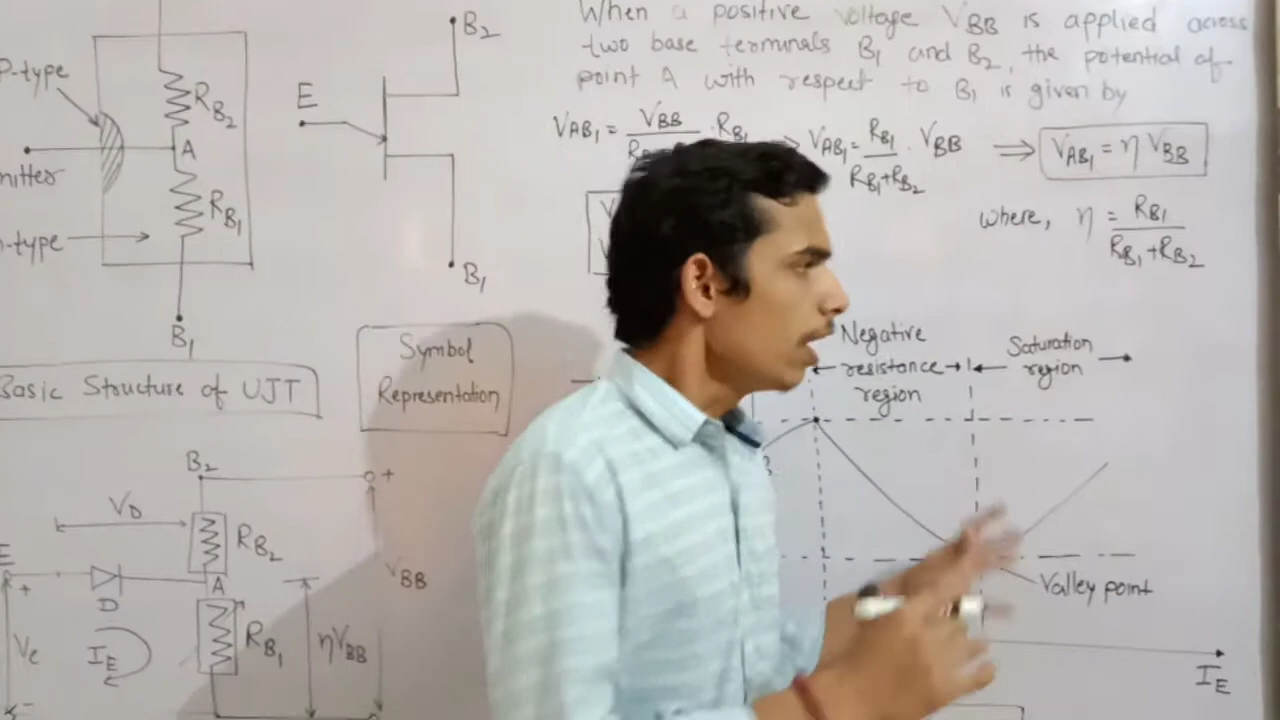 P-type
RB2
A
RB1
B1
Basic Structure of UJT
B2
E
B1
Symbol
Representation
When a positive voltage VBB is applied across
two base terminals B1 and B2, the potential of
point A with respect to B1 is given by
VAB1 = VBB . RB1
⇒ VAB1 = RB1 / RB1+RB2 . VBB
⇒ VAB1 = η VBB
where, η = RB1 / RB1+RB2
Negative
resistance
region
Saturation
region
Valley point
IE
B2
+
VD
RB2
E
+
D
A
VBB
Ve
IE
RB1
ηVBB
-